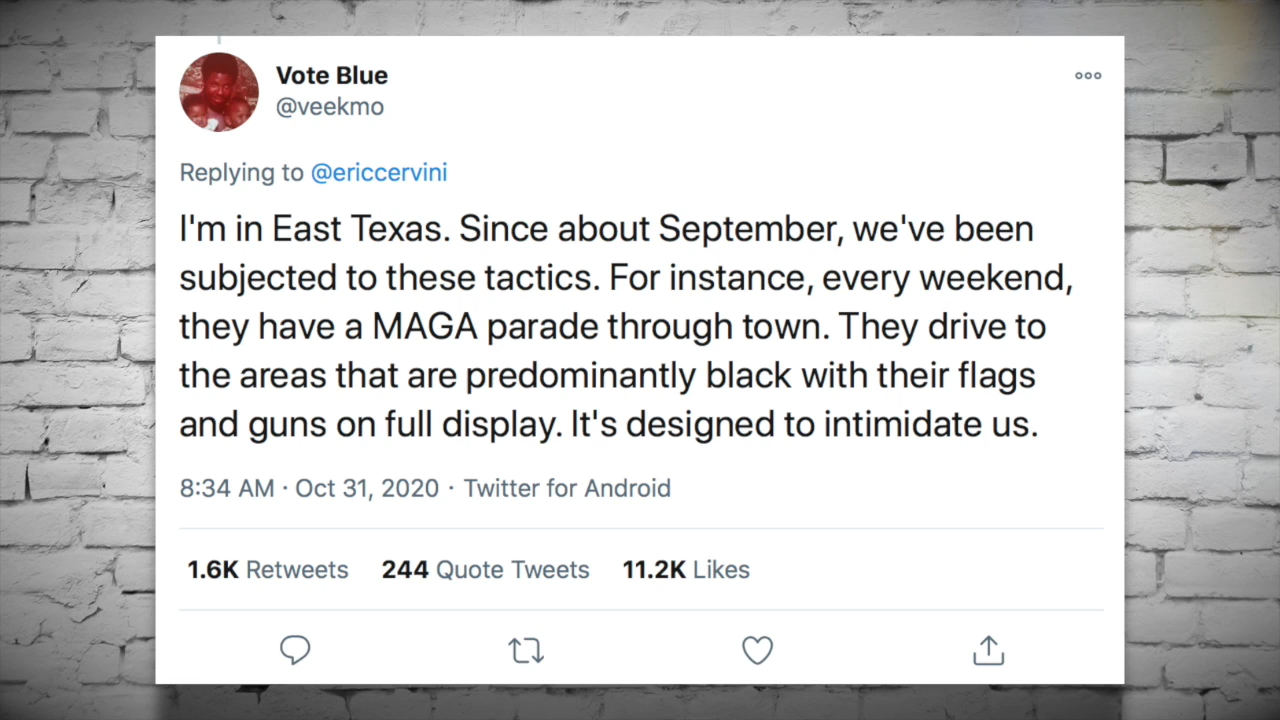 Vote Blue
@veekmo
Replying to @ericcervini
I'm in East Texas. Since about September, we've been
subjected to these tactics. For instance, every weekend,
they have a MAGA parade through town. They drive to
the areas that are predominantly black with their flags
and guns on full display. It's designed to intimidate us.
8:34 AM · Oct 31, 2020 · Twitter for Android
1.6K Retweets 244 Quote Tweets 11.2K Likes